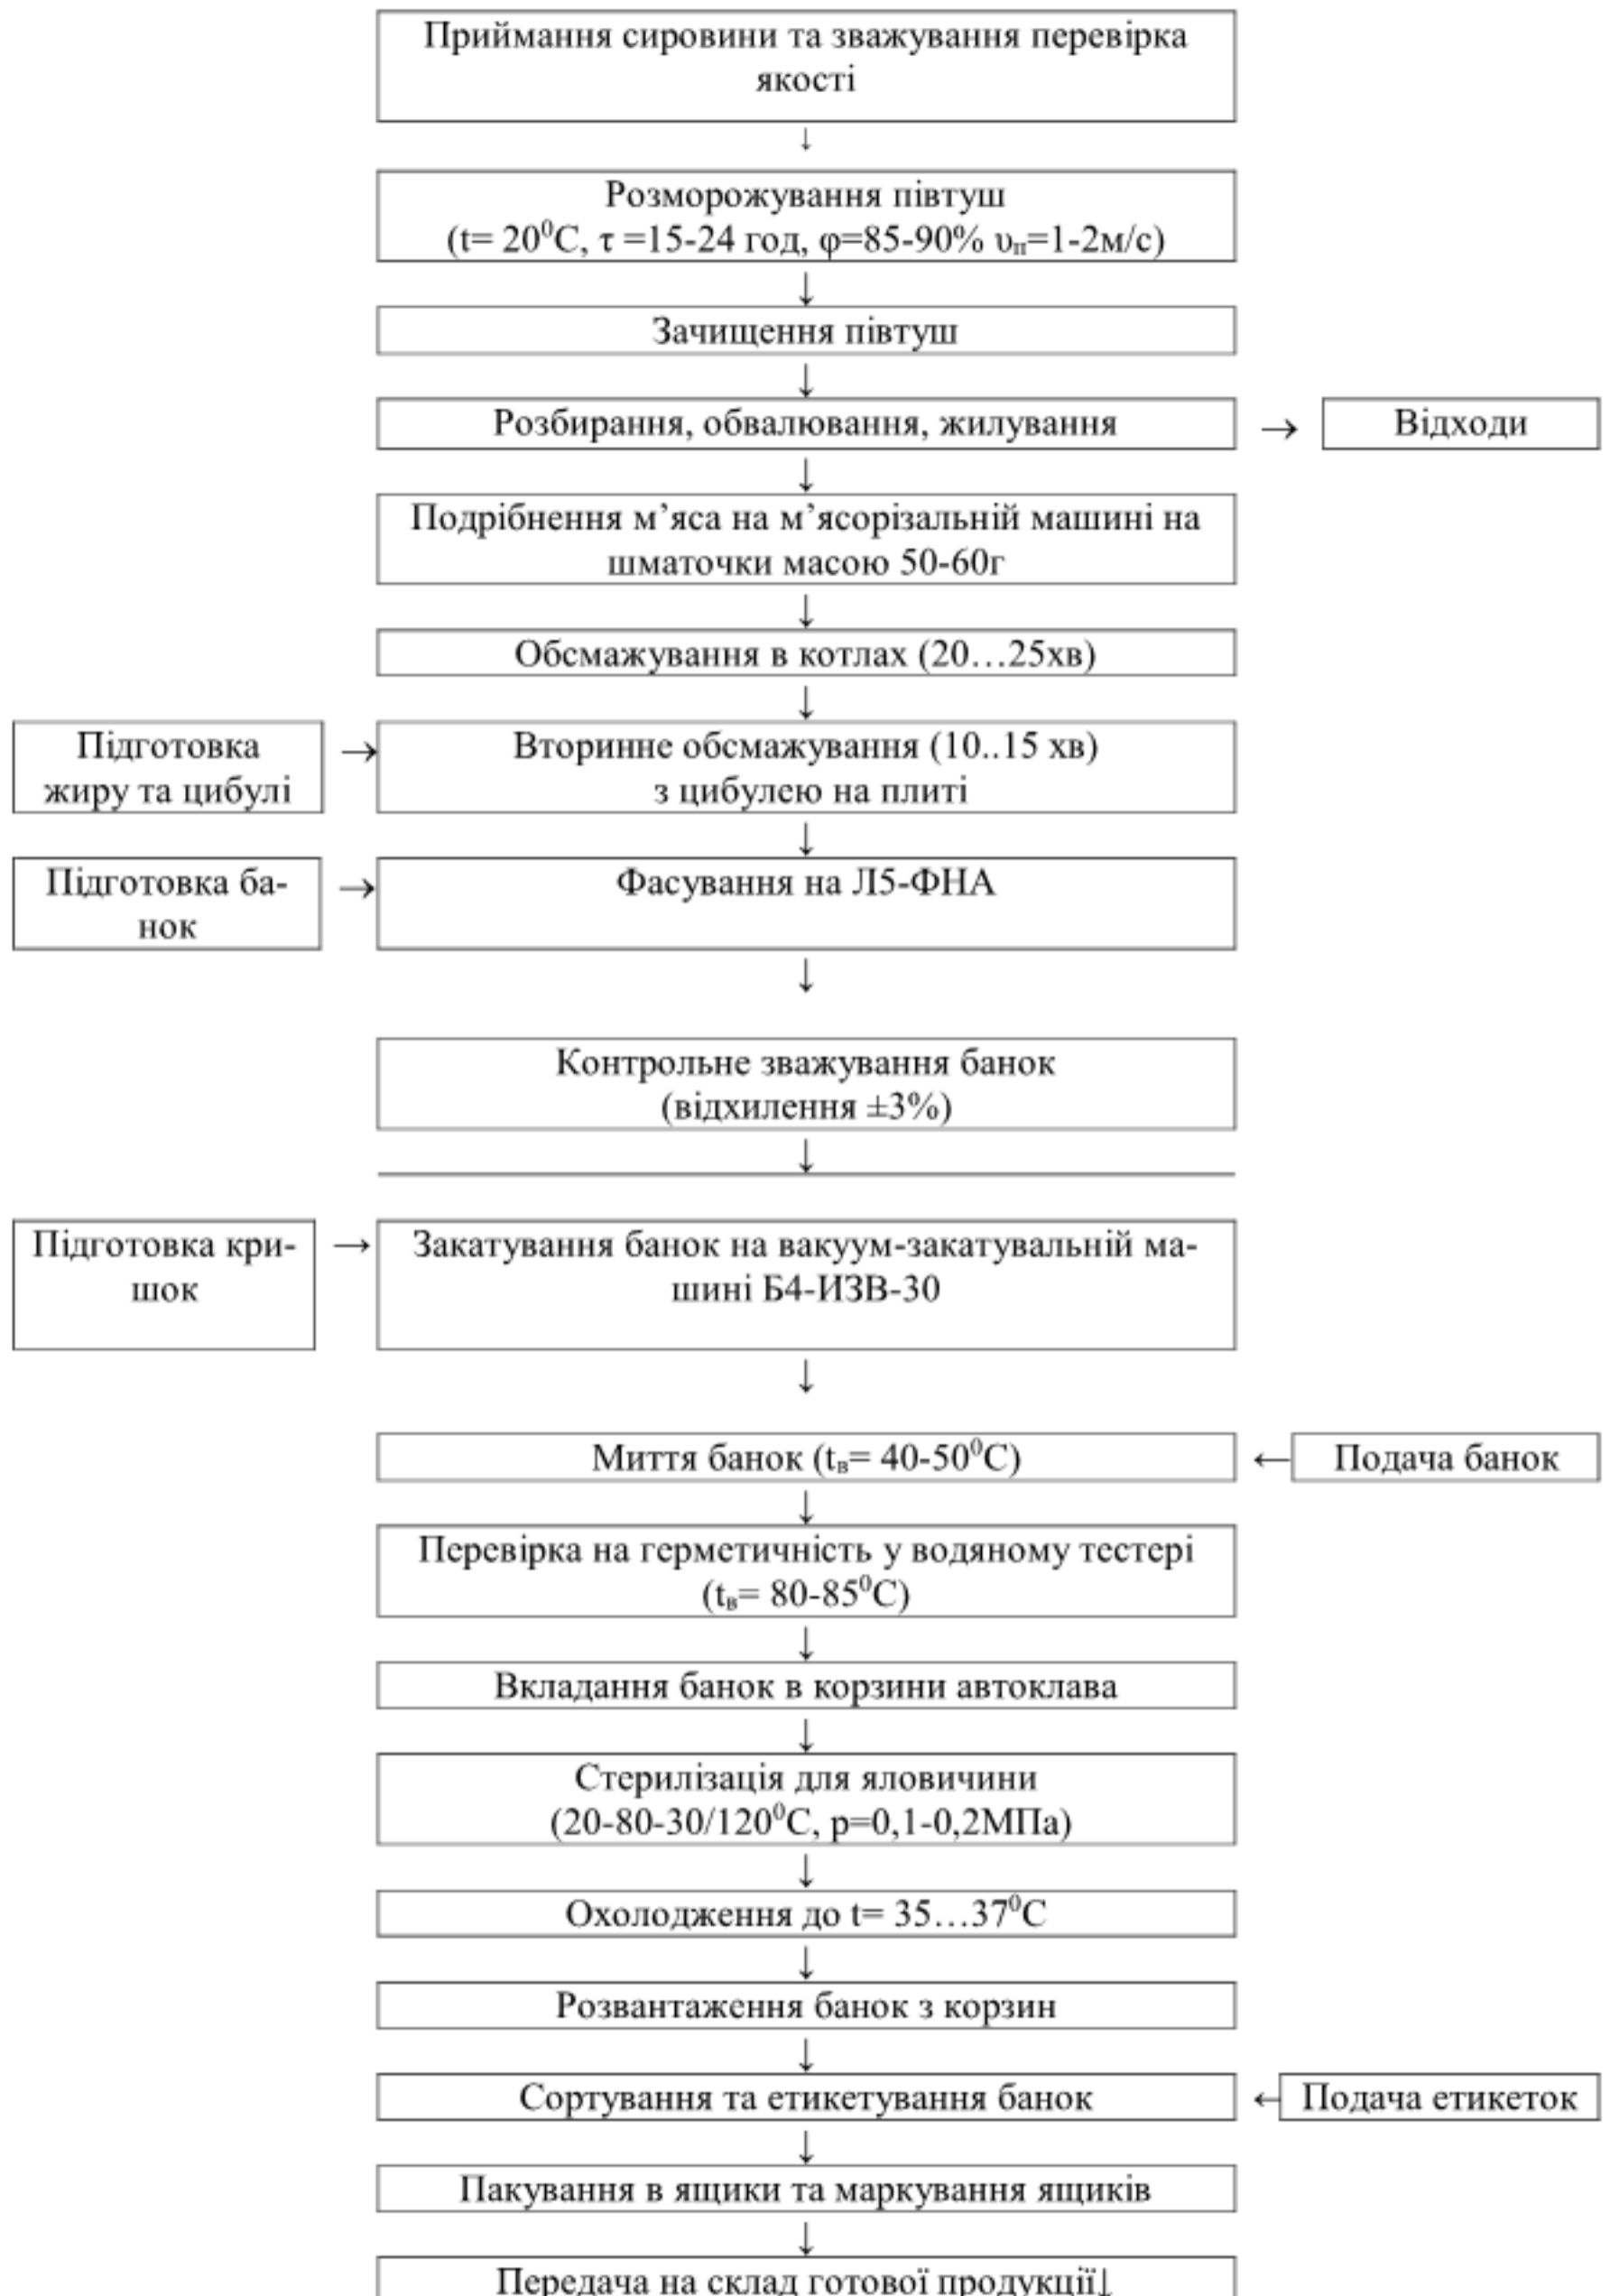 Приймання сировини та зважування перевірка
якості
↓
Розморожування півтуш
(t= 20⁰С, τ =15-24 год, φ=85-90% υₚ=1-2м/с)
↓
Зачищення півтуш
↓
Розбирання, обвалювання, жилування → Відходи
↓
Подрібнення м’яса на м’ясорізальній машині на
шматочки масою 50-60г
↓
Обсмажування в котлах (20…25хв)
↓
Підготовка
жиру та цибулі
→
Вторинне обсмажування (10..15 хв)
з цибулею на плиті
↓
Підготовка ба-
нок
→
Фасування на Л5-ФНА
↓
Контрольне зважування банок
(відхилення ±3%)
↓
Підготовка кри-
шок
→
Закатування банок на вакуум-закатувальній ма-
шині Б4-ИЗВ-30
↓
Миття банок (tв= 40-50⁰С) ← Подача банок
↓
Перевірка на герметичність у водяному тестері
(tв= 80-85⁰С)
↓
Вкладання банок в корзини автоклава
↓
Стерилізація для яловичини
(20-80-30/120⁰С, р=0,1-0,2МПа)
↓
Охолодження до t= 35…37⁰С
↓
Розвантаження банок з корзин
↓
Сортування та етикетування банок ← Подача етикеток
↓
Пакування в ящики та маркування ящиків
↓
Передача на склад готової продукції↓